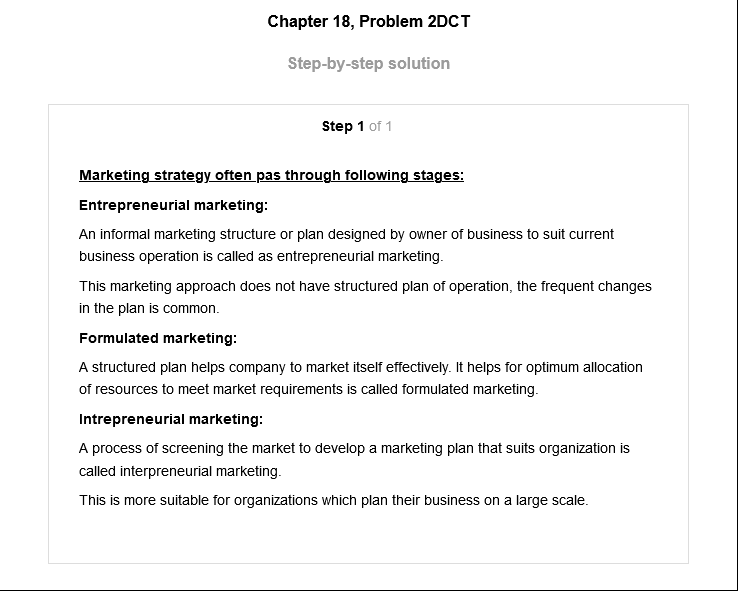 Chapter 18, Problem 2DCT
Step-by-step solution
Step 1 of 1
Marketing strategy often pas through following stages:
Entrepreneurial marketing:
An informal marketing structure or plan designed by owner of business to suit current
business operation is called as entrepreneurial marketing.
This marketing approach does not have structured plan of operation, the frequent changes
in the plan is common.
Formulated marketing:
A structured plan helps company to market itself effectively. It helps for optimum allocation
of resources to meet market requirements is called formulated marketing.
Intrepreneurial marketing:
A process of screening the market to develop a marketing plan that suits organization is
called interpreneurial marketing.
This is more suitable for organizations which plan their business on a large scale.